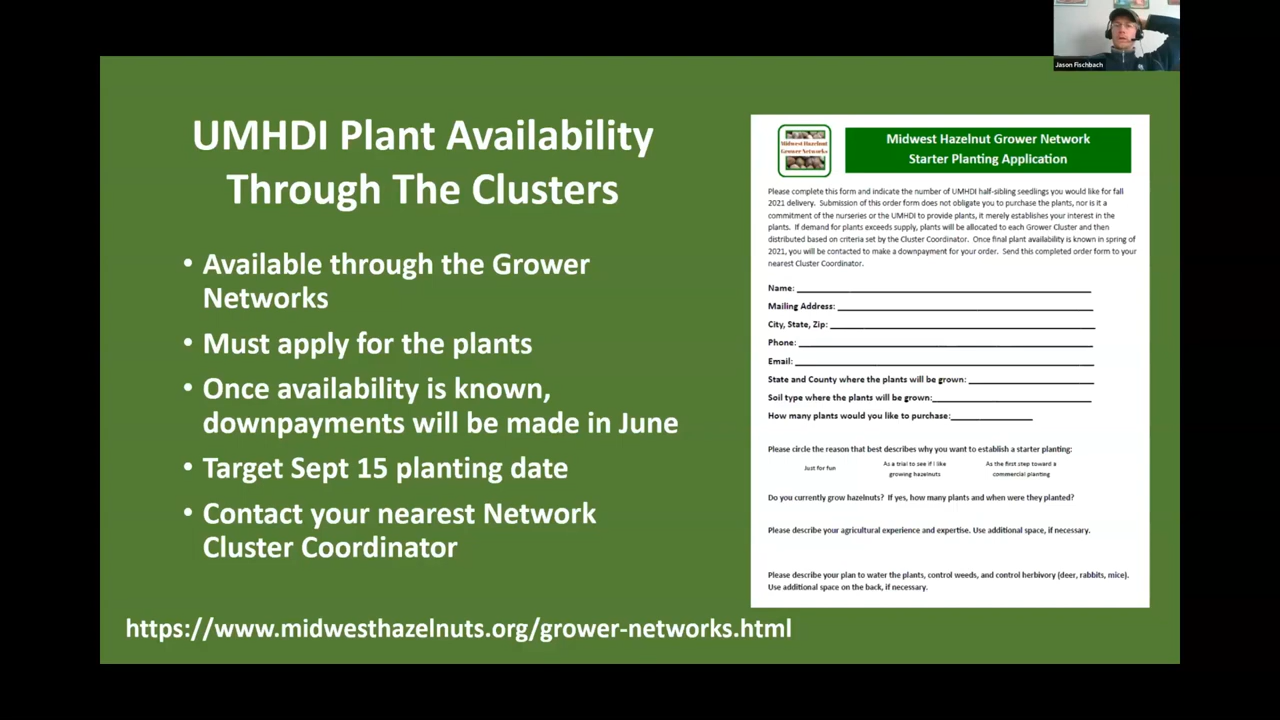 Jason Fischbach
UMHDI Plant Availability
Through The Clusters
• Available through the Grower
Networks
• Must apply for the plants
• Once availability is known,
downpayments will be made in June
• Target Sept 15 planting date
• Contact your nearest Network
Cluster Coordinator
https://www.midwesthazelnuts.org/grower-networks.html
Midwest Hazelnut
Grower Networks
Midwest Hazelnut Grower Network
Starter Planting Application
Please complete this form and indicate the number of UMHDI half-sibling seedlings you would like for fall
2021 delivery. Submission of this order form does not obligate you to purchase the plants, nor is it a
commitment of the nurseries or the UMHDI to provide plants, it merely establishes your interest in the
plants. If demand for plants exceeds supply, plants will be allocated to each Grower Cluster and then
distributed based on criteria set by the Cluster Coordinator. Once final plant availability is known in spring of
2021, you will be contacted to make a downpayment for your order. Send this completed order form to your
nearest Cluster Coordinator.
Name:
Mailing Address:
City, State, Zip:
Phone:
Email:
State and County where the plants will be grown:
Soil type where the plants will be grown:
How many plants would you like to purchase:
Please circle the reason that best describes why you want to establish a starter planting:
Just for fun
As a trial to see if I like
growing hazelnuts
As the first step toward a
commercial planting
Do you currently grow hazelnuts? If yes, how many plants and when were they planted?
Please describe your agricultural experience and expertise. Use additional space, if necessary.
Please describe your plan to water the plants, control weeds, and control herbivory (deer, rabbits, mice).
Use additional space on the back, if necessary.